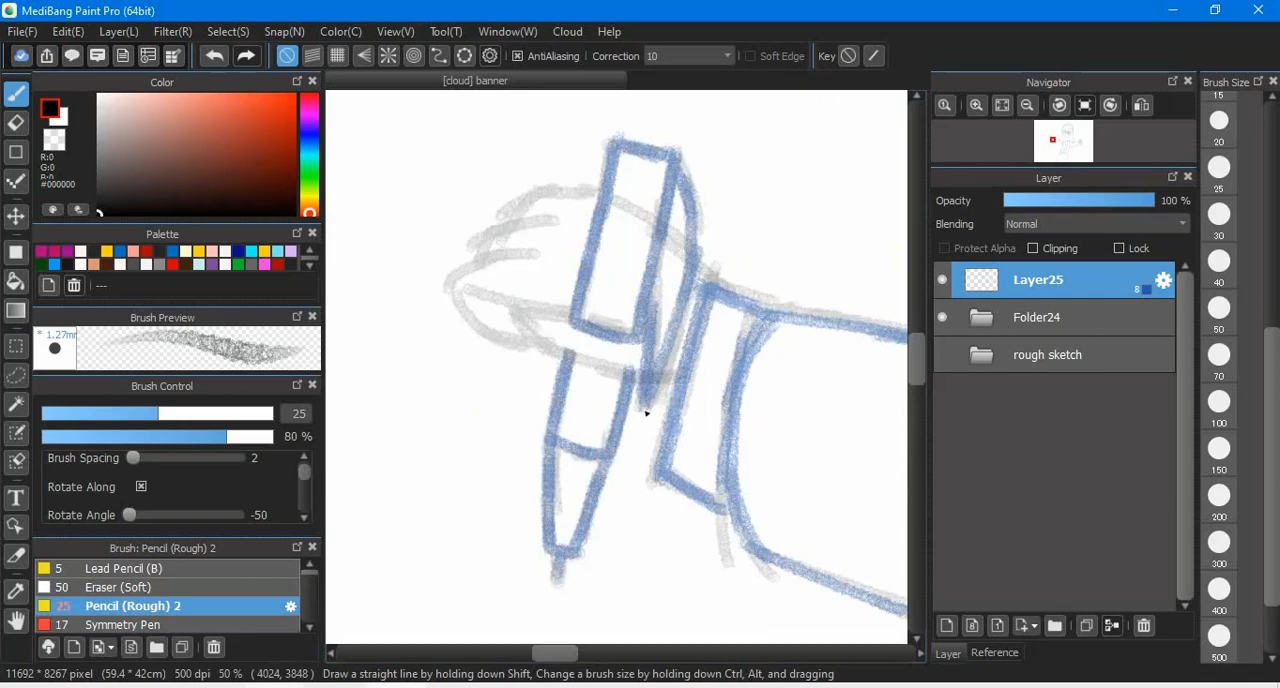 MediBang Paint Pro (64bit)
File(F) Edit(E) Layer(L) Filter(R) Select(S) Snap(N) Color(C) View(V) Tool(T) Window(W) Cloud Help
AntiAliasing Correction 10 Soft Edge Key
Color
[cloud] banner
Navigator
Brush Size
R:0
G:0
B:0
#000000
Palette
---
Brush Preview
* 1.27mm
Brush Control
25
80 %
Brush Spacing 2
Rotate Along
Rotate Angle -50
Brush: Pencil (Rough) 2
5 Lead Pencil (B)
50 Eraser (Soft)
25 Pencil (Rough) 2
17 Symmetry Pen
Layer
Opacity 100 %
Blending Normal
Protect Alpha Clipping Lock
Layer25
8
Folder24
rough sketch
Layer Reference
15
20
25
30
40
50
70
100
150
200
300
400
500
11692 * 8267 pixel (59.4 * 42cm) 500 dpi 50 % ( 4024, 3848 ) Draw a straight line by holding down Shift, Change a brush size by holding down Ctrl, Alt, and dragging